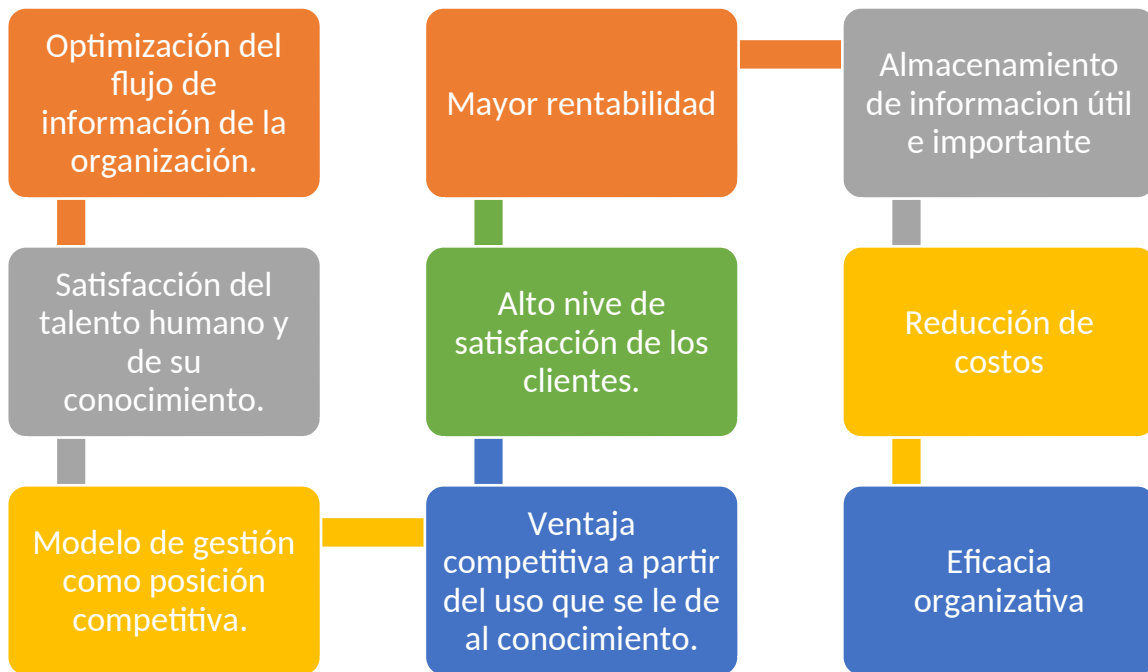 Optimización del
flujo de
información de la
organización.
Satisfacción del
talento humano y
de su
conocimiento.
Modelo de gestión
como posición
competitiva.
Ventaja
competitiva a partir
del uso que se le de
al conocimiento.
Alto nive de
satisfacción de los
clientes.
Mayor rentabilidad
Almacenamiento
de informacion útil
e importante
Reducción de
costos
Eficacia
organizativa